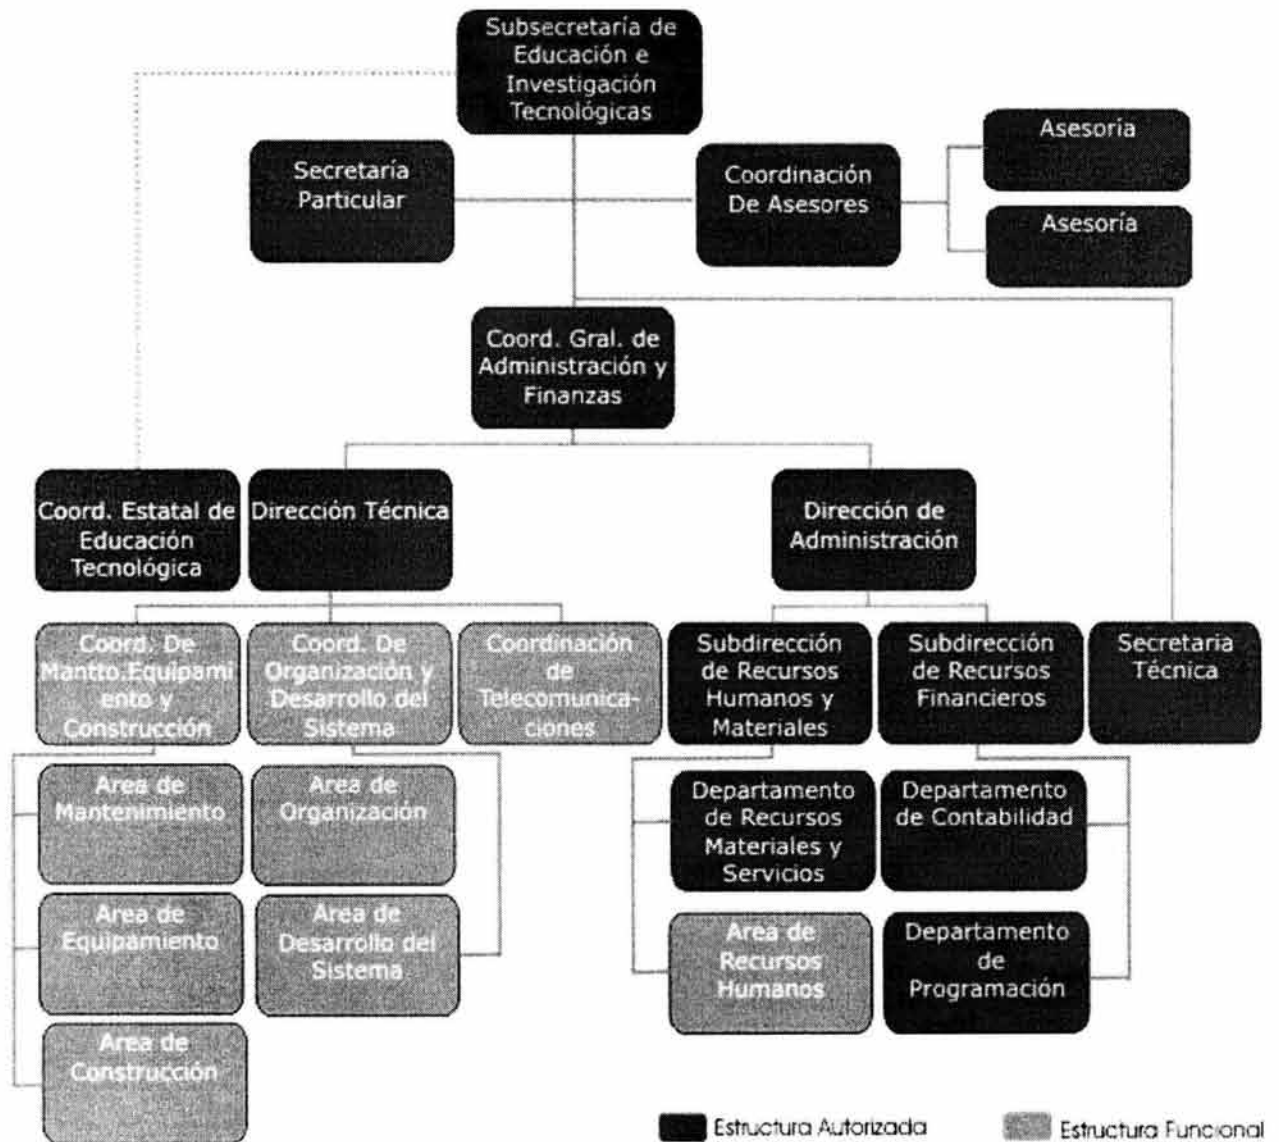 Subsecretaría de
Educación e
Investigación
Tecnológicas
Secretaría
Particular
Coordinación
De Asesores
Asesoría
Asesoría
Coord. Gral. de
Administración y
Finanzas
Coord. Estatal de
Educación
Tecnológica
Dirección Técnica
Dirección de
Administración
Coord. De
Mantto.Equipami
ento y
Construcción
Coord. De
Organización y
Desarrollo del
Sistema
Coordinación
de
Telecomunica-
ciones
Subdirección
de Recursos
Humanos y
Materiales
Subdirección
de Recursos
Financieros
Secretaria
Técnica
Area de
Mantenimiento
Area de
Organización
Departamento
de Recursos
Materiales y
Servicios
Departamento
de Contabilidad
Area de
Equipamiento
Area de
Desarrollo del
Sistema
Area de
Recursos
Humanos
Departamento
de
Programación
Area de
Construcción
Estructura Autorizada
Estructura Funcional